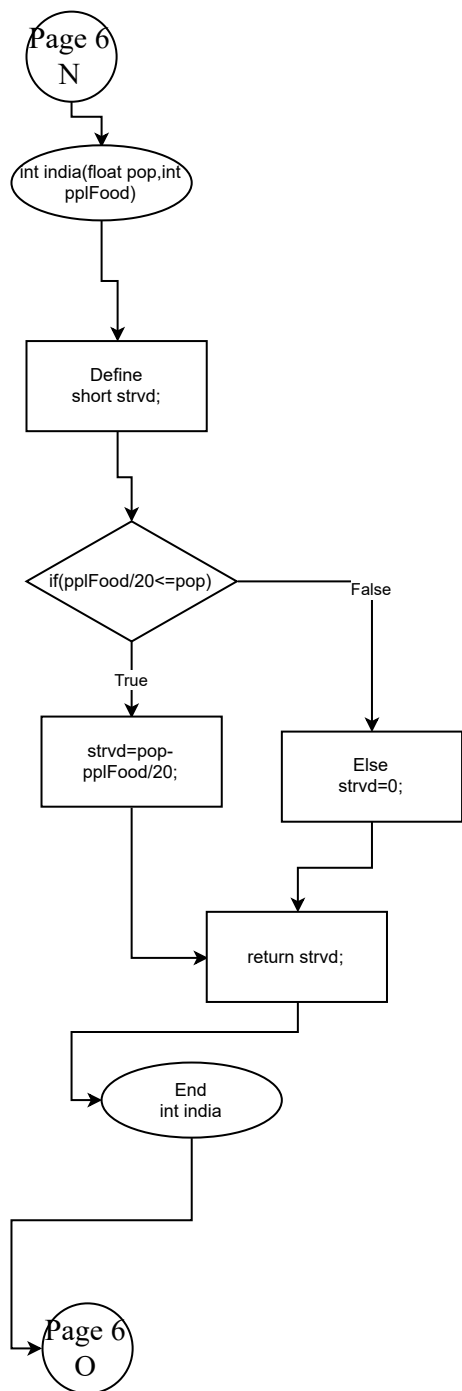 Page 6
N
int india(float pop,int
pplFood)
Define
short strvd;
if(pplFood/20<=pop)
False
True
strvd=pop-
pplFood/20;
Else
strvd=0;
return strvd;
End
int india
Page 6
O